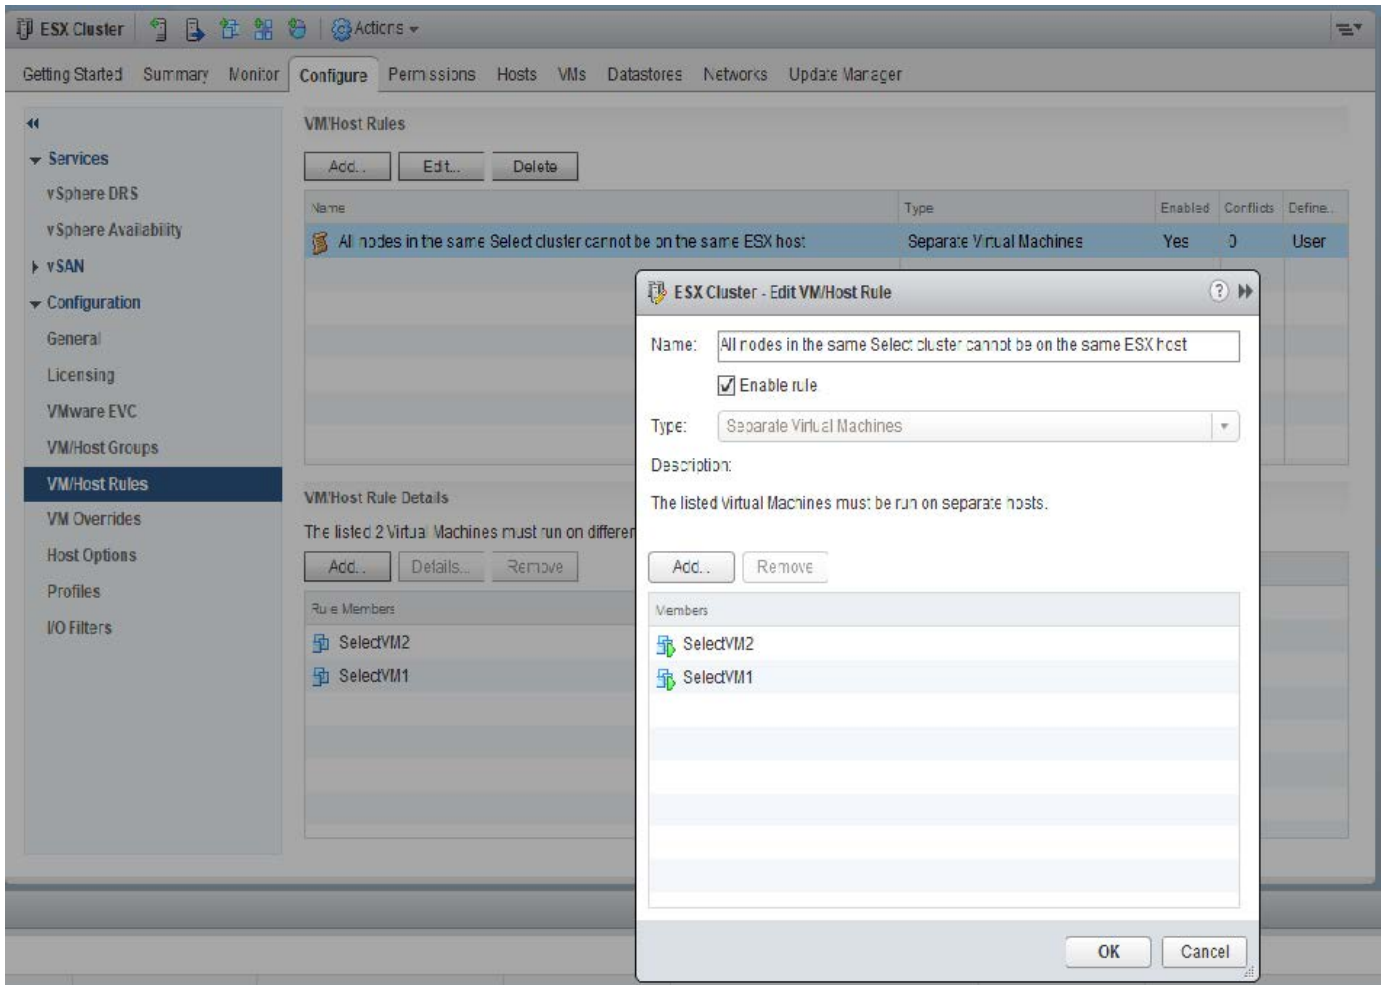 ESX Cluster Actions
Getting Started Summary Monitor Configure Permissions Hosts VMs Datastores Networks Update Manager
VM/Host Rules
Services
Add... Edit... Delete
vSphere DRS
Name Type Enabled Conflicts Define...
vSphere Availability
All nodes in the same Select cluster cannot be on the same ESX host Separate Virtual Machines Yes 0 User
vSAN
Configuration
General
Licensing
VMware EVC
VM/Host Groups
VM/Host Rules
VM Overrides
Host Options
Profiles
I/O Filters
VM/Host Rule Details
The listed 2 Virtual Machines must run on differen
Add... Details... Remove
Rule Members
SelectVM2
SelectVM1
ESX Cluster - Edit VM/Host Rule ?
Name: All nodes in the same Select cluster cannot be on the same ESX host
Enable rule
Type: Separate Virtual Machines
Description:
The listed Virtual Machines must be run on separate hosts.
Add... Remove
Members
SelectVM2
SelectVM1
OK Cancel